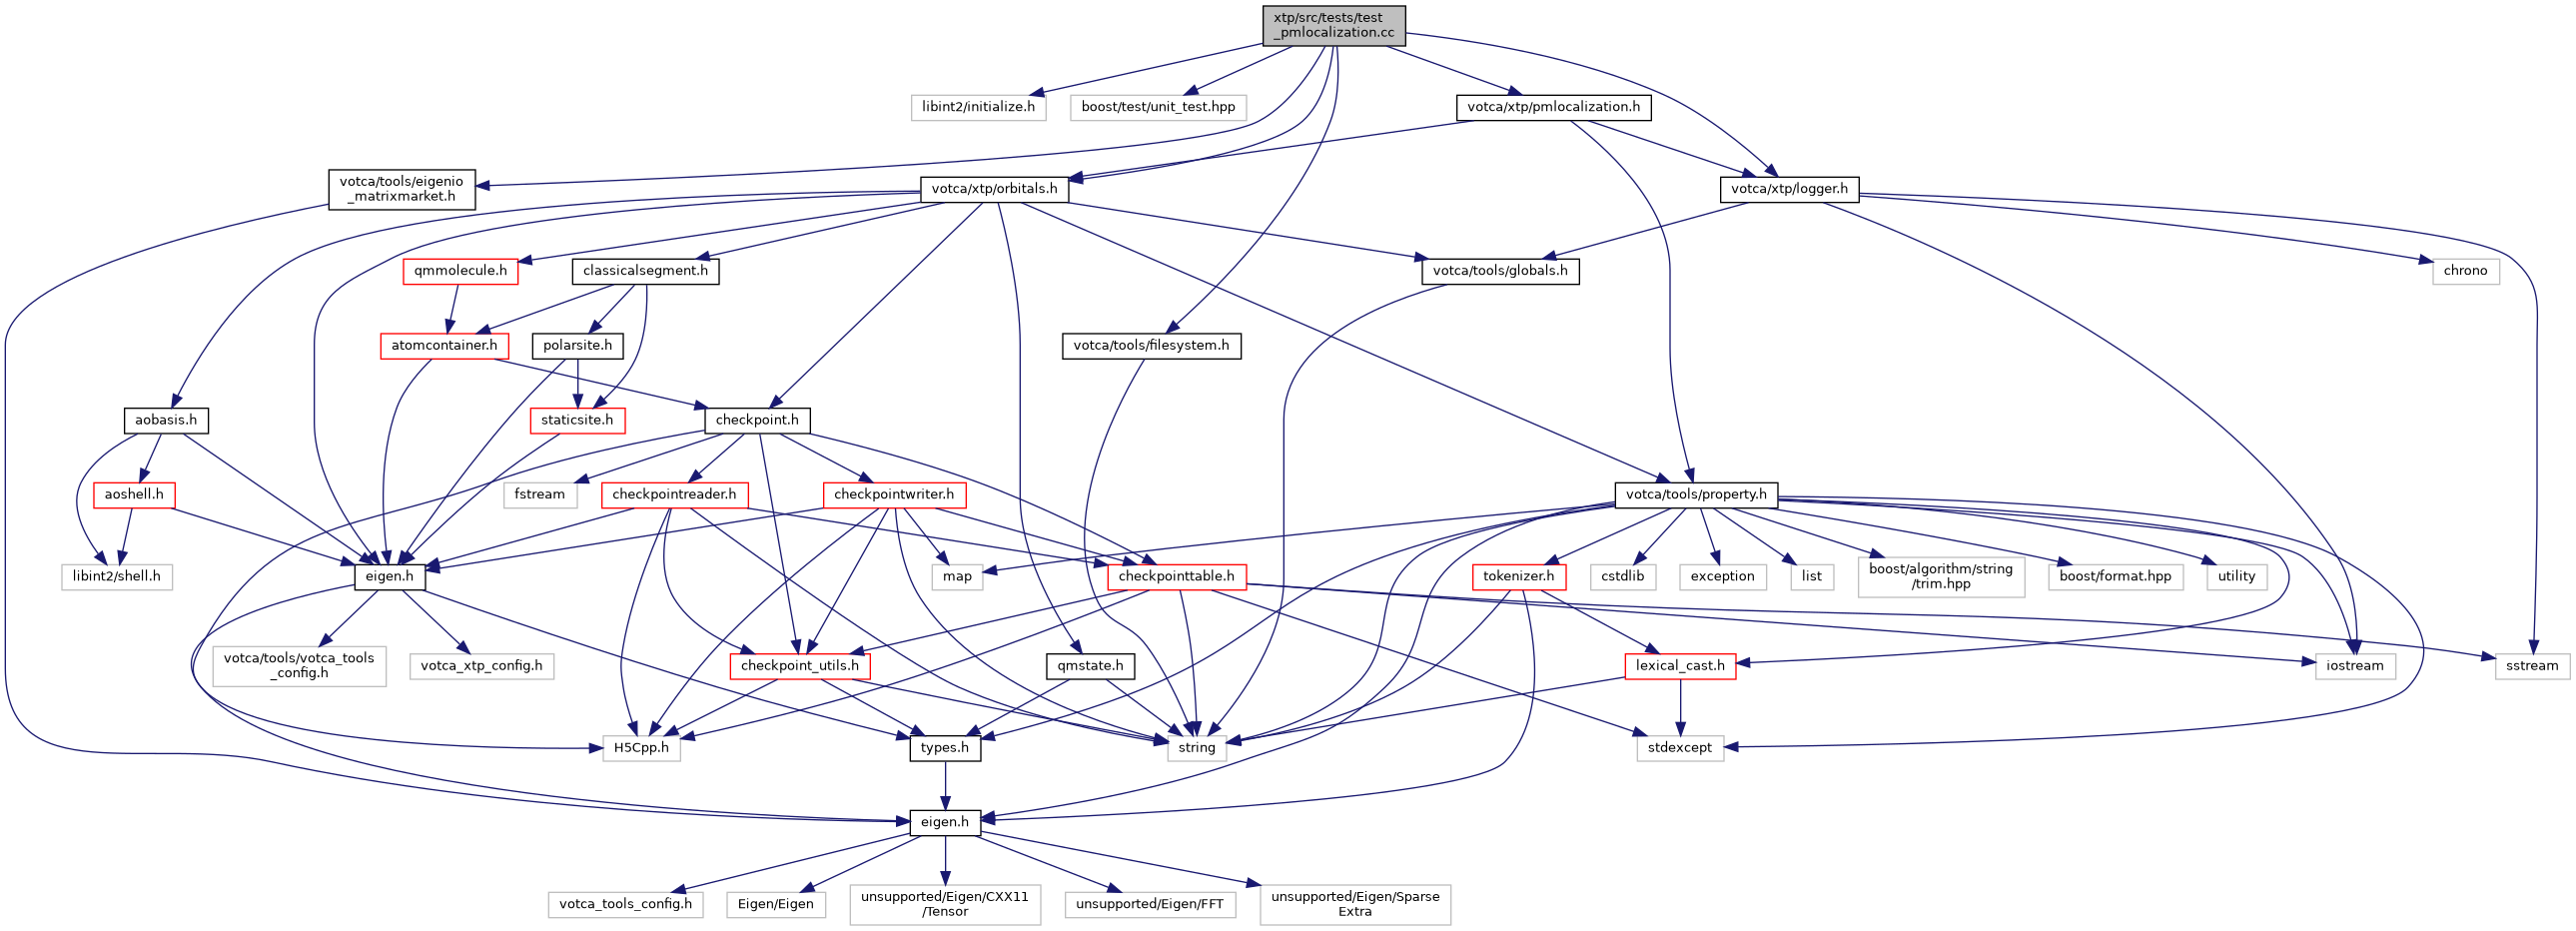 xtp/src/tests/test
_pmlocalization.cc
libint2/initialize.h
boost/test/unit_test.hpp
votca/xtp/pmlocalization.h
votca/tools/eigenio
_matrixmarket.h
votca/xtp/orbitals.h
votca/xtp/logger.h
qmmolecule.h
classicalsegment.h
votca/tools/globals.h
chrono
atomcontainer.h
polarsite.h
votca/tools/filesystem.h
aobasis.h
staticsite.h
checkpoint.h
aoshell.h
fstream
checkpointreader.h
checkpointwriter.h
votca/tools/property.h
libint2/shell.h
eigen.h
map
checkpointtable.h
tokenizer.h
cstdlib
exception
list
boost/algorithm/string
/trim.hpp
boost/format.hpp
utility
votca/tools/votca_tools
_config.h
votca_xtp_config.h
checkpoint_utils.h
qmstate.h
lexical_cast.h
iostream
sstream
H5Cpp.h
types.h
string
stdexcept
eigen.h
votca_tools_config.h
Eigen/Eigen
unsupported/Eigen/CXX11
/Tensor
unsupported/Eigen/FFT
unsupported/Eigen/Sparse
Extra